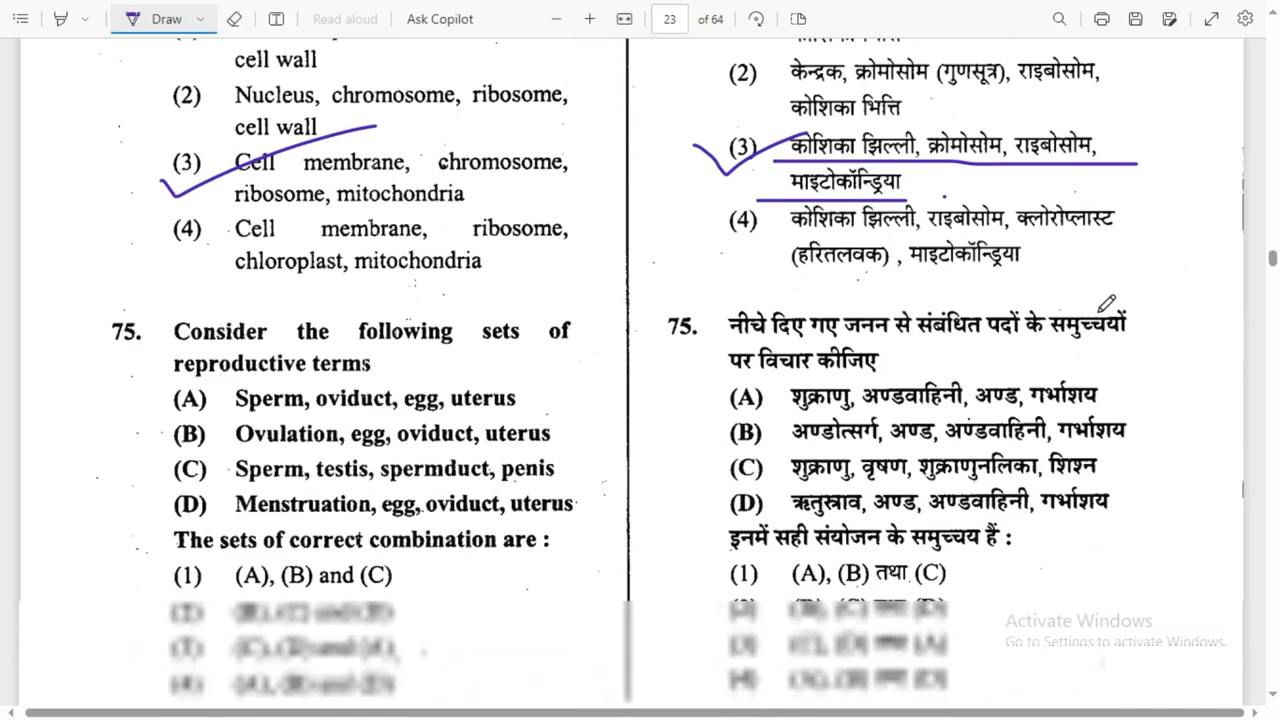 Draw
Read aloud
Ask Copilot
23 of 64
cell wall
(2) Nucleus, chromosome, ribosome,
cell wall
(3) Cell membrane, chromosome,
ribosome, mitochondria
(4) Cell membrane, ribosome,
chloroplast, mitochondria
75. Consider the following sets of
reproductive terms
(A) Sperm, oviduct, egg, uterus
(B) Ovulation, egg, oviduct, uterus
(C) Sperm, testis, spermduct, penis
(D) Menstruation, egg, oviduct, uterus
The sets of correct combination are :
(1) (A), (B) and (C)
(2) केन्द्रक, क्रोमोसोम (गुणसूत्र), राइबोसोम,
कोशिका भित्ति
(3) कोशिका झिल्ली, क्रोमोसोम, राइबोसोम,
माइटोकॉन्ड्रिया
(4) कोशिका झिल्ली, राइबोसोम, क्लोरोप्लास्ट
(हरितलवक) , माइटोकॉन्ड्रिया
75. नीचे दिए गए जनन से संबंधित पदों के समुच्चयों
पर विचार कीजिए
(A) शुक्राणु, अण्डवाहिनी, अण्ड, गर्भाशय
(B) अण्डोत्सर्ग, अण्ड, अण्डवाहिनी, गर्भाशय
(C) शुक्राणु, वृषण, शुक्राणुनलिका, शिश्न
(D) ऋतुस्त्राव, अण्ड, अण्डवाहिनी, गर्भाशय
इनमें सही संयोजन के समुच्चय हैं :
(1) (A), (B) तथा (C)
Activate Windows
Go to Settings to activate Windows.